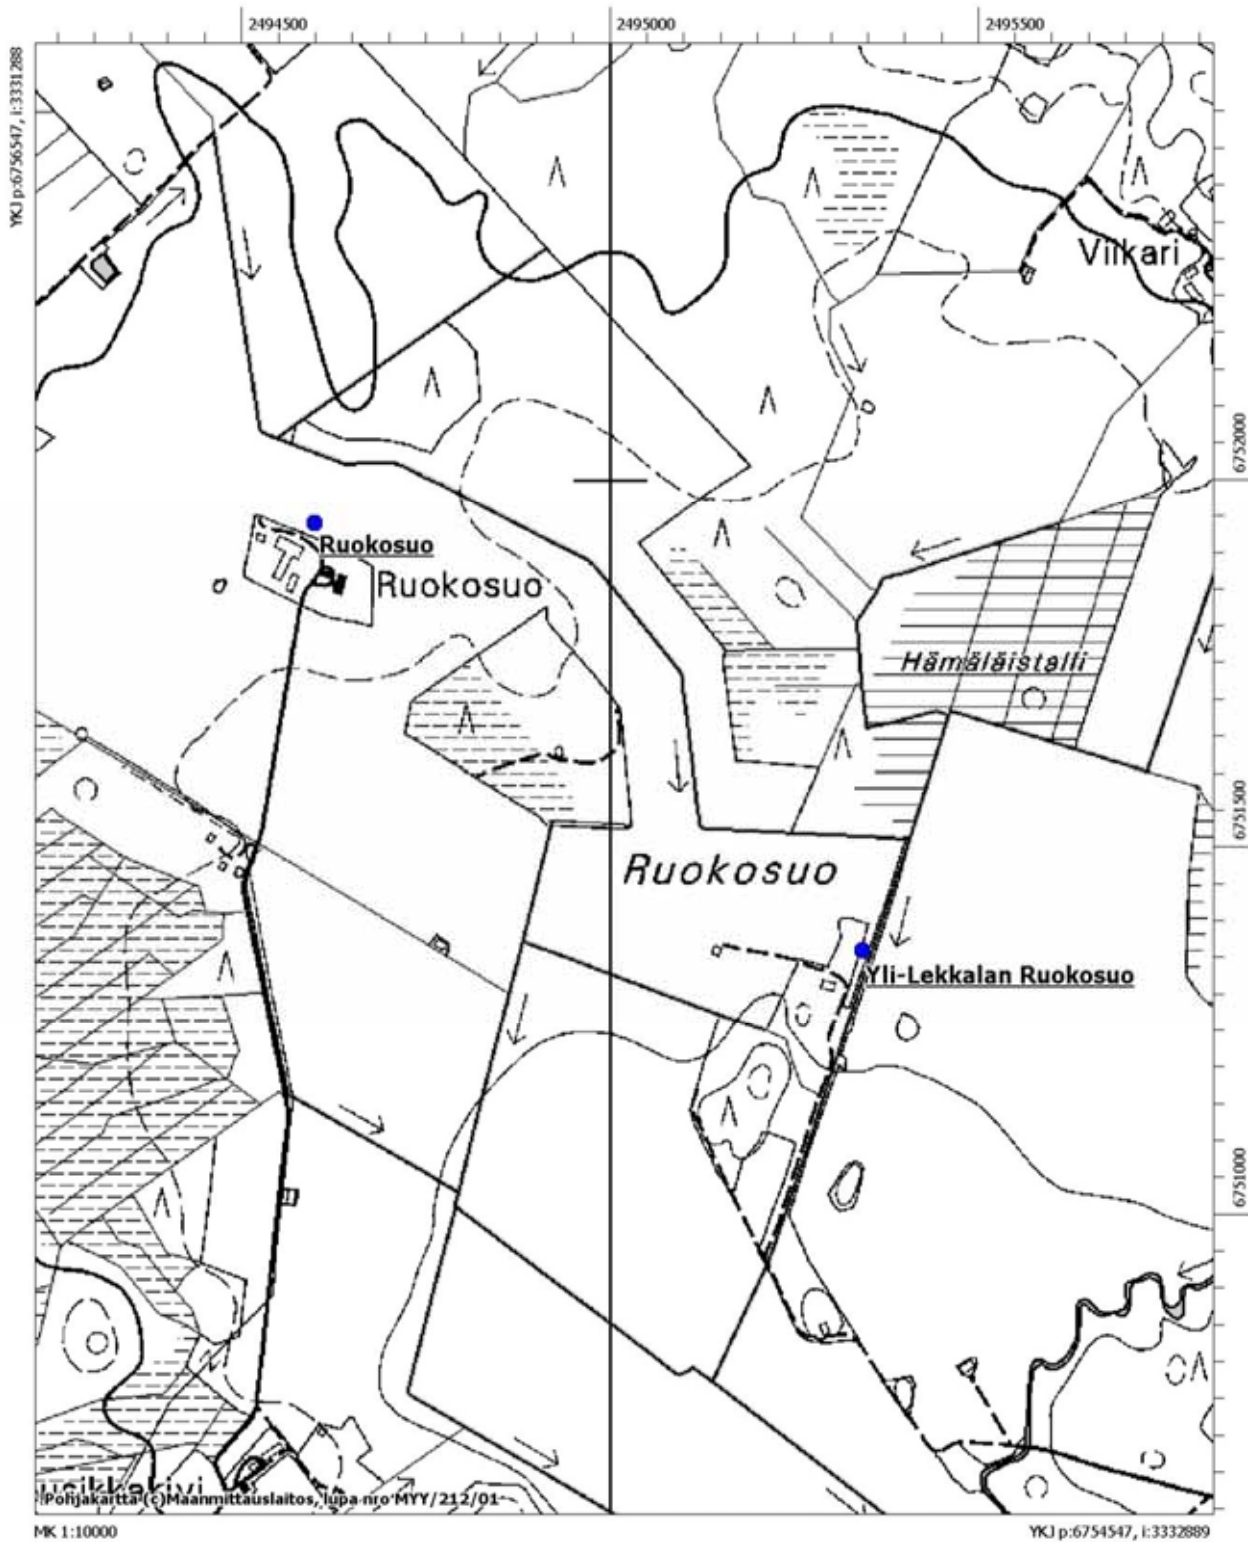 2494500
2495000
2495500
YKJ p:6756547, i:3331288
Viikari
6752000
Ruokosuo
Ruokosuo
Hämäläistalli
6751500
Ruokosuo
Yli-Lekkalan Ruokosuo
6751000
usikkekivi
Pohjakartta (c)Maanmittauslaitos, lupa nro MYY/212/01
MK 1:10000
YKJ p:6754547, i:3332889